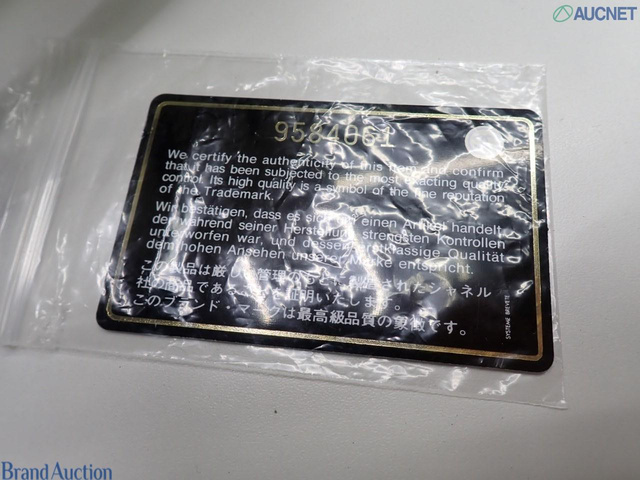 AUCNET
9584061
We certify the authenticity of this item and confirm
that it has been subjected to the most exacting quality
control. Its high quality is a symbol of the fine reputation
of the Trademark.
Wir bestätigen, dass es sich um einen Artikel handelt,
der während seiner Herstellung strengsten Kontrollen
unterworfen war, und dessen erstklassige Qualität
dem hohen Ansehen unserer Marke entspricht.
この製品は厳しい管理のもとに製造されたシャネル
社の商品であることを証明いたします。
このブランド・マークは最高級品質の象徴です。
SYSTEME BREVETE
Brand Auction